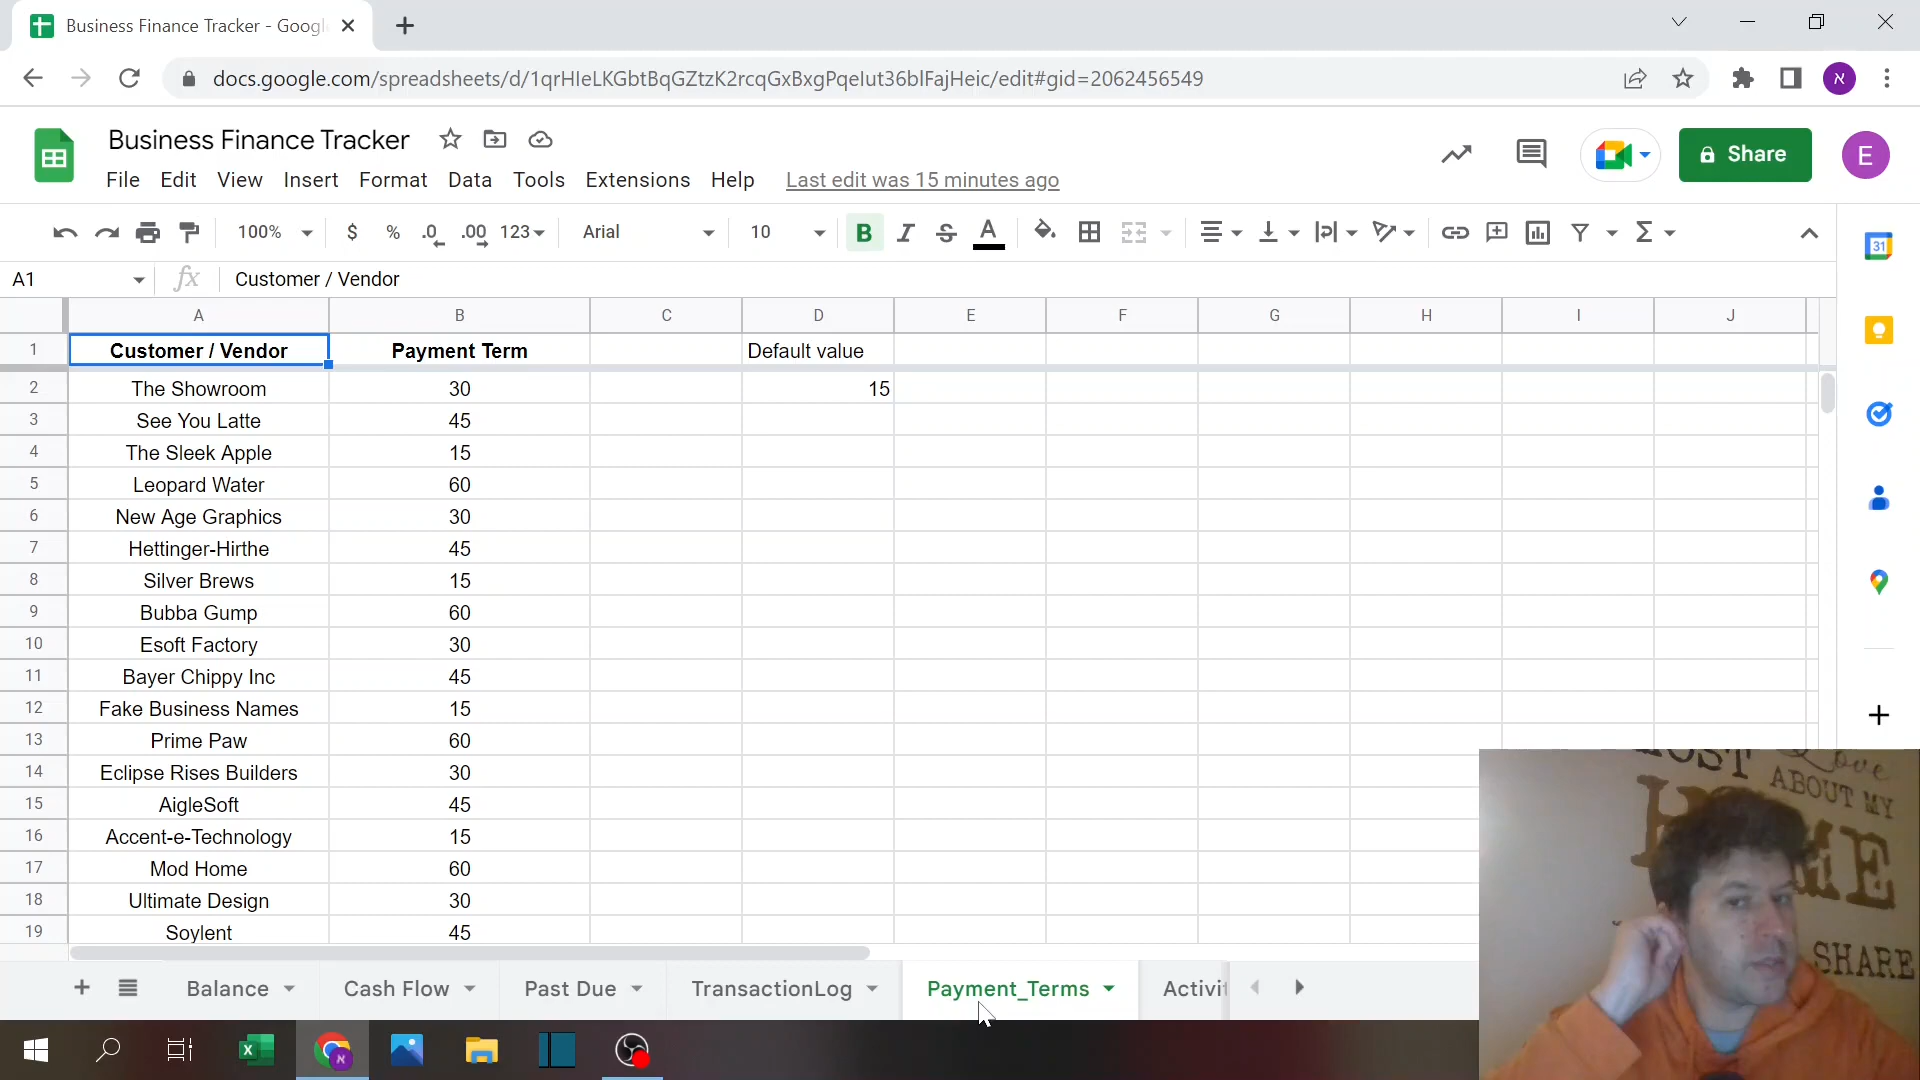 Business Finance Tracker - Googl
docs.google.com/spreadsheets/d/1qrHIeLKGbtBqGZtzK2rcqGxBxgPqeIut36blFajHeic/edit#gid=2062456549
א
Business Finance Tracker
File Edit View Insert Format Data Tools Extensions Help Last edit was 15 minutes ago
Share
E
100% $ % .0 .00 123 Arial 10 B I S A Σ
31
A1 fx Customer / Vendor
A B C D E F G H I J
1 Customer / Vendor Payment Term Default value
2 The Showroom 30 15
3 See You Latte 45
4 The Sleek Apple 15
5 Leopard Water 60
6 New Age Graphics 30
7 Hettinger-Hirthe 45
8 Silver Brews 15
9 Bubba Gump 60
10 Esoft Factory 30
11 Bayer Chippy Inc 45
12 Fake Business Names 15
13 Prime Paw 60
14 Eclipse Rises Builders 30
15 AigleSoft 45
16 Accent-e-Technology 15
17 Mod Home 60
18 Ultimate Design 30
19 Soylent 45
Love
ABOUT MY
HOME
SHARE
Balance Cash Flow Past Due TransactionLog Payment_Terms Activi